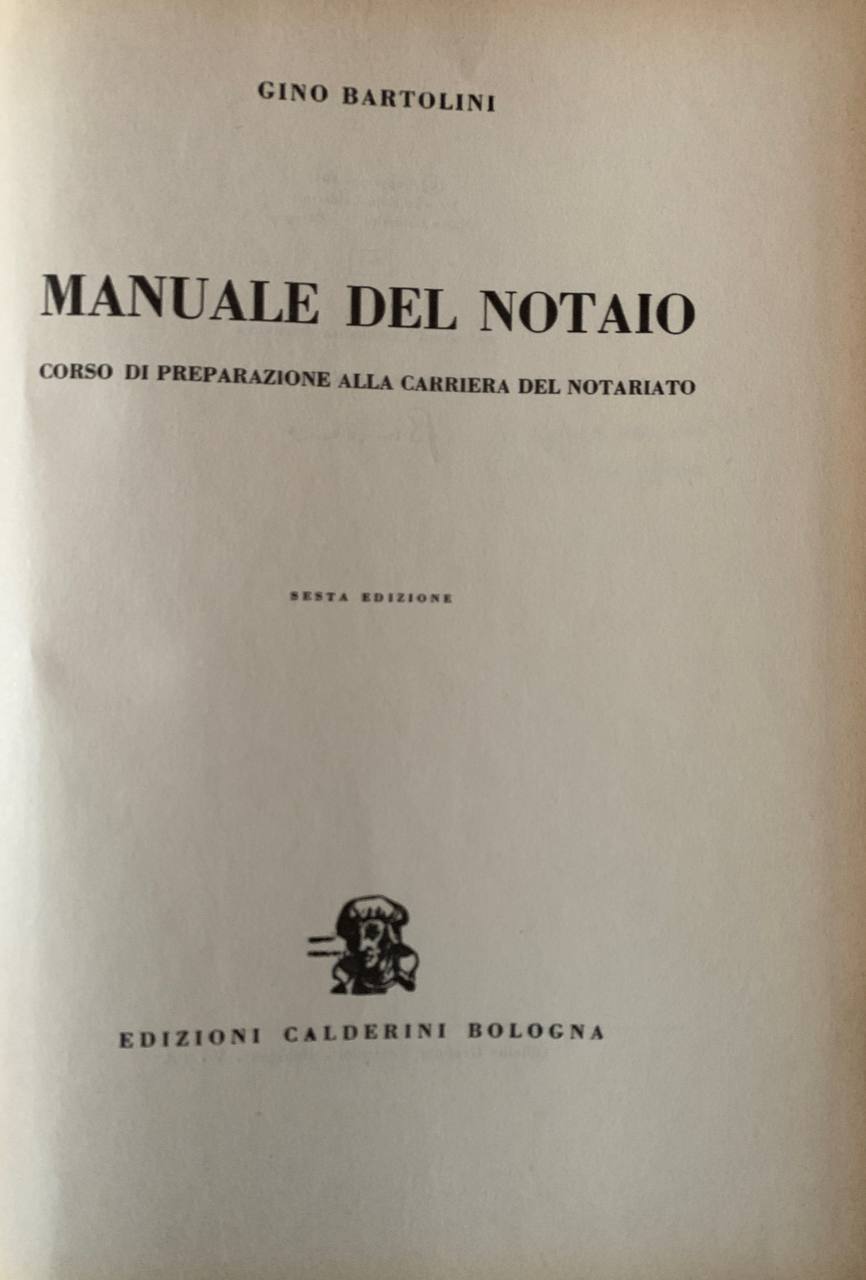 GINO BARTOLINI
MANUALE DEL NOTAIO
CORSO DI PREPARAZIONE ALLA CARRIERA DEL NOTARIATO
SESTA EDIZIONE
EDIZIONI CALDERINI BOLOGNA